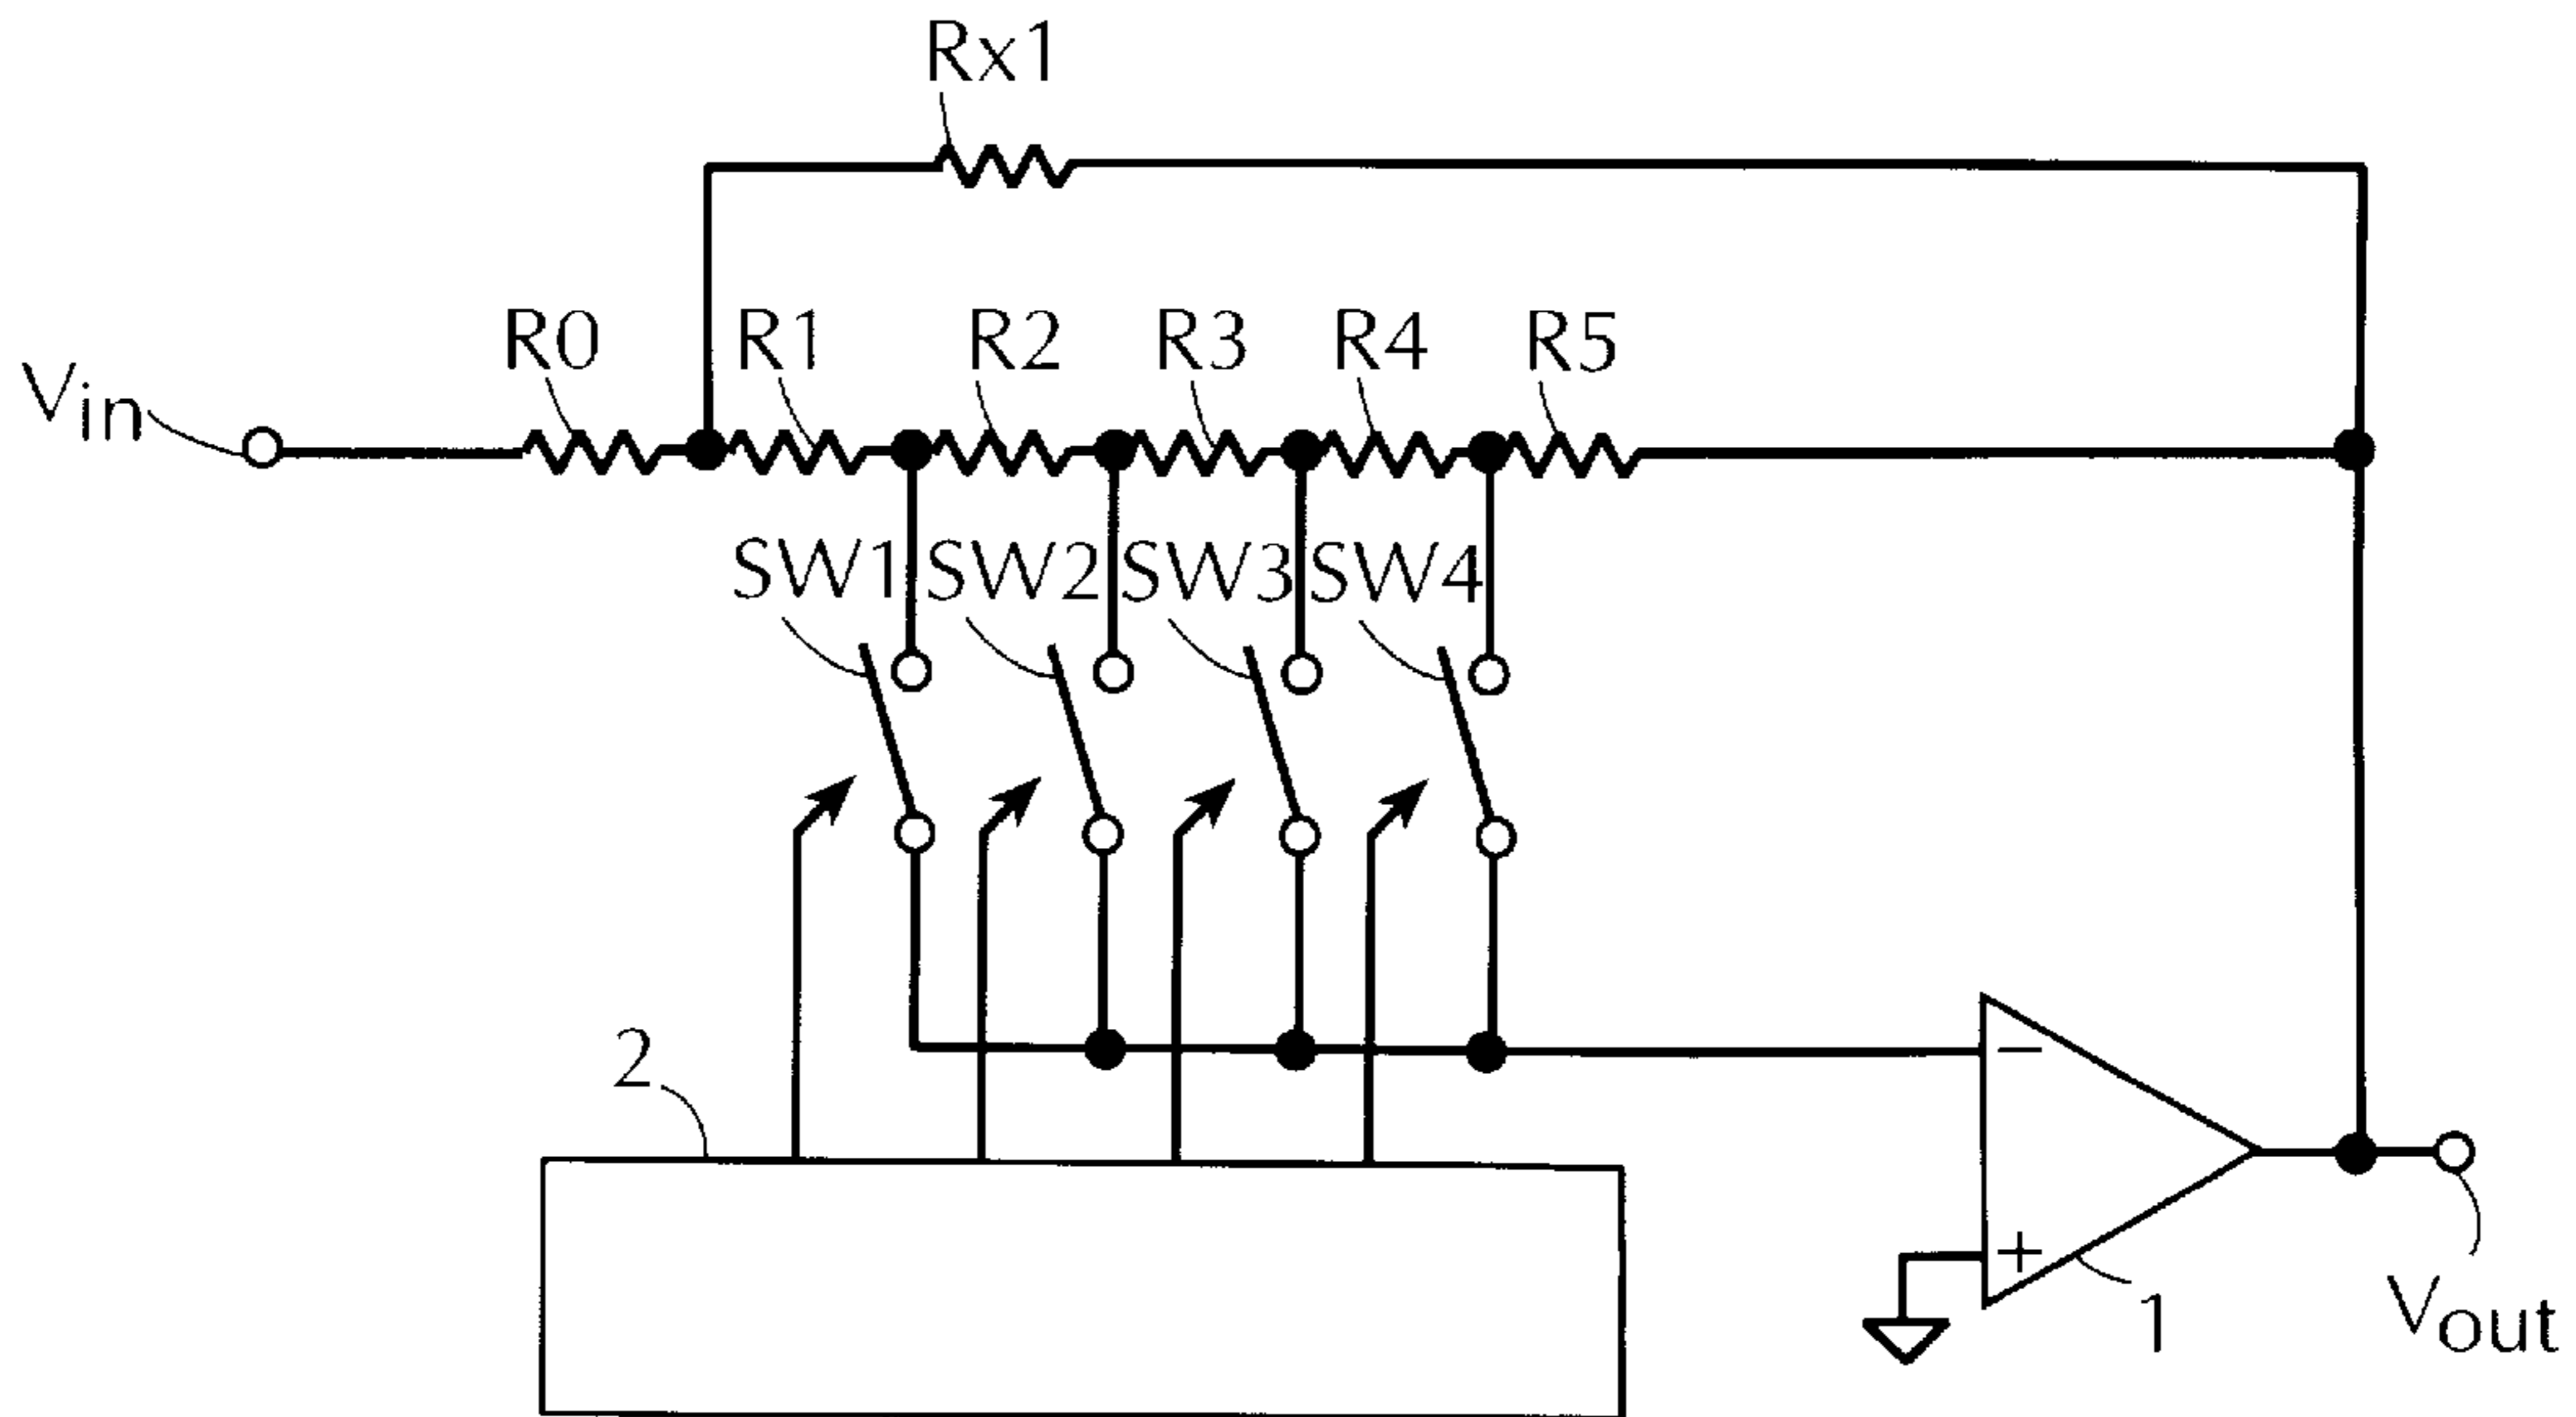 Rx1
R0 R1 R2 R3 R4 R5
Vin
SW1 SW2 SW3 SW4
2
−
+
1
Vout